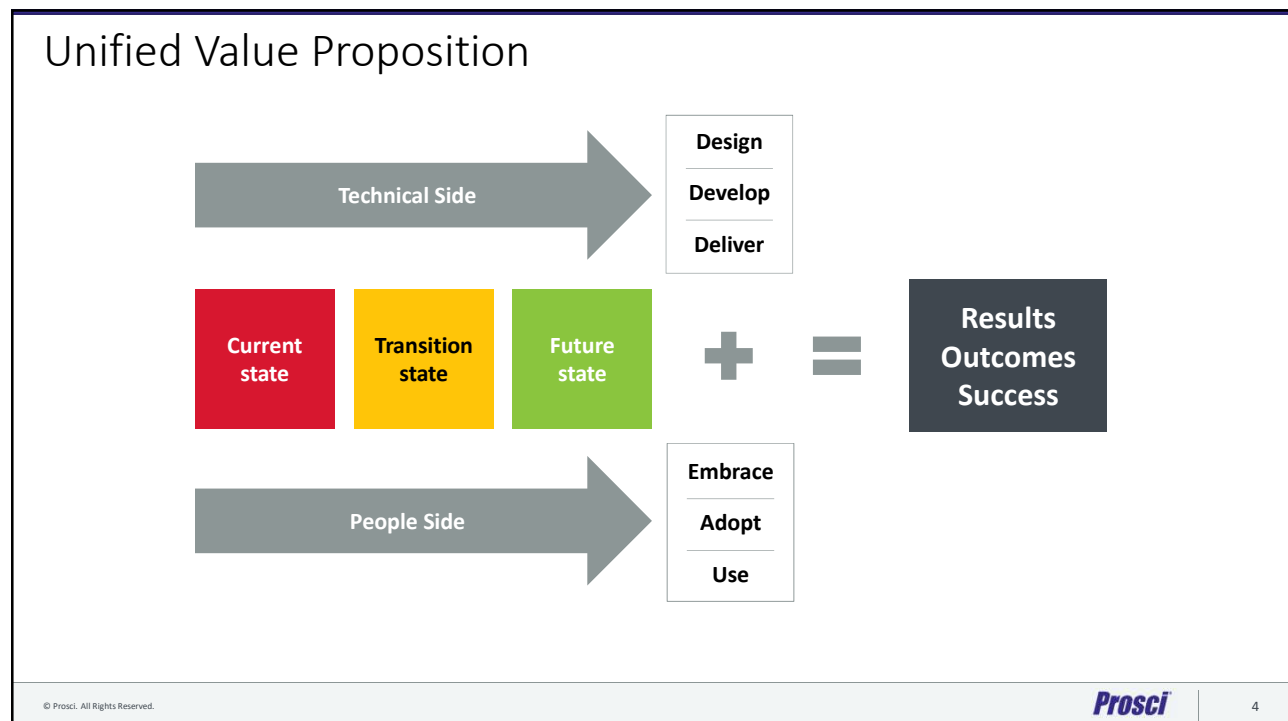 Unified Value Proposition
Technical Side
Design
Develop
Deliver
Current
state
Transition
state
Future
state
+
=
Results
Outcomes
Success
People Side
Embrace
Adopt
Use
© Prosci. All Rights Reserved.
Prosci
4